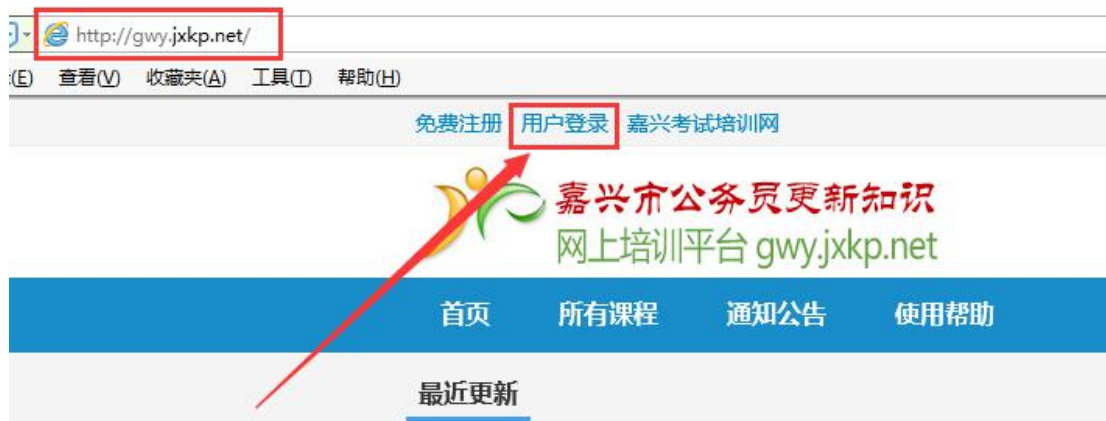 http://gwy.jxkp.net/
(E) 查看(V) 收藏夹(A) 工具(T) 帮助(H)
免费注册 用户登录 嘉兴考试培训网
嘉兴市公务员更新知识
网上培训平台 gwy.jxkp.net
首页 所有课程 通知公告 使用帮助
最近更新